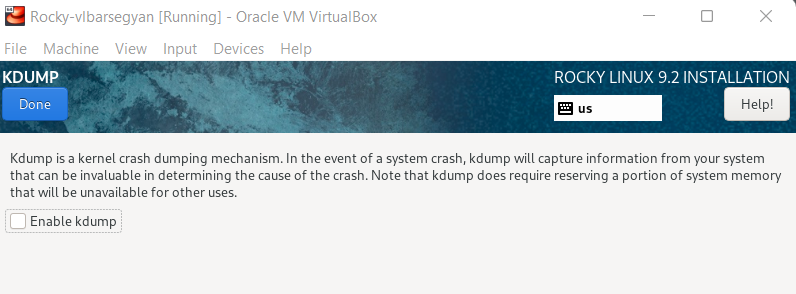 Rocky-vlbarsegyan [Running] - Oracle VM VirtualBox
File Machine View Input Devices Help
KDUMP
ROCKY LINUX 9.2 INSTALLATION
Done
us
Help!
Kdump is a kernel crash dumping mechanism. In the event of a system crash, kdump will capture information from your system
that can be invaluable in determining the cause of the crash. Note that kdump does require reserving a portion of system memory
that will be unavailable for other uses.
Enable kdump